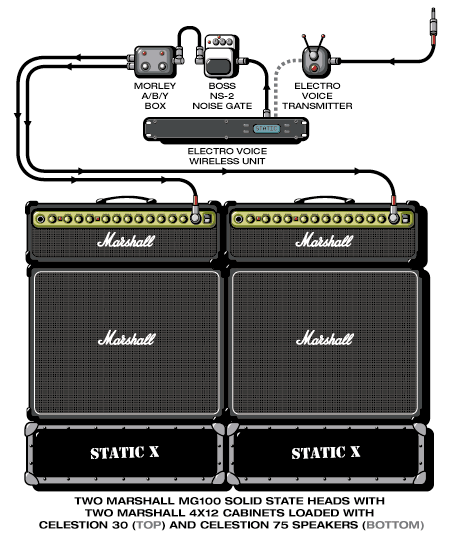 MORLEY
A/B/Y
BOX
BOSS
NS-2
NOISE GATE
ELECTRO
VOICE
TRANSMITTER
STATIC
ELECTRO VOICE
WIRELESS UNIT
Marshall
Marshall
Marshall
Marshall
STATIC X
STATIC X
TWO MARSHALL MG100 SOLID STATE HEADS WITH
TWO MARSHALL 4X12 CABINETS LOADED WITH
CELESTION 30 (TOP) AND CELESTION 75 SPEAKERS (BOTTOM)